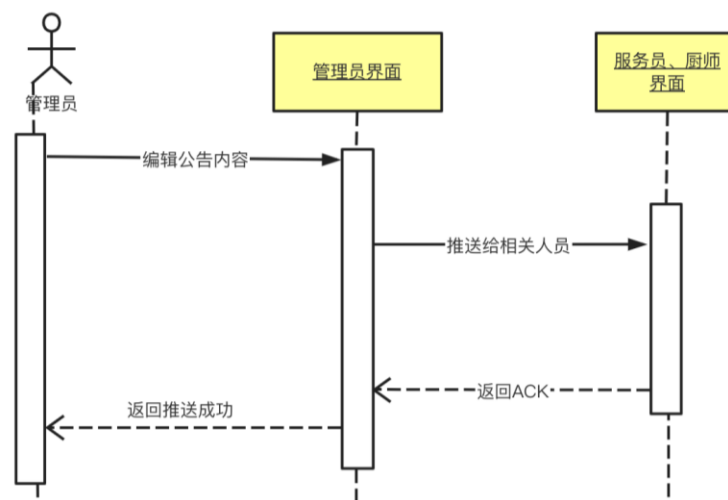 管理员
管理员界面
服务员、厨师
界面
编辑公告内容
推送给相关人员
返回ACK
返回推送成功